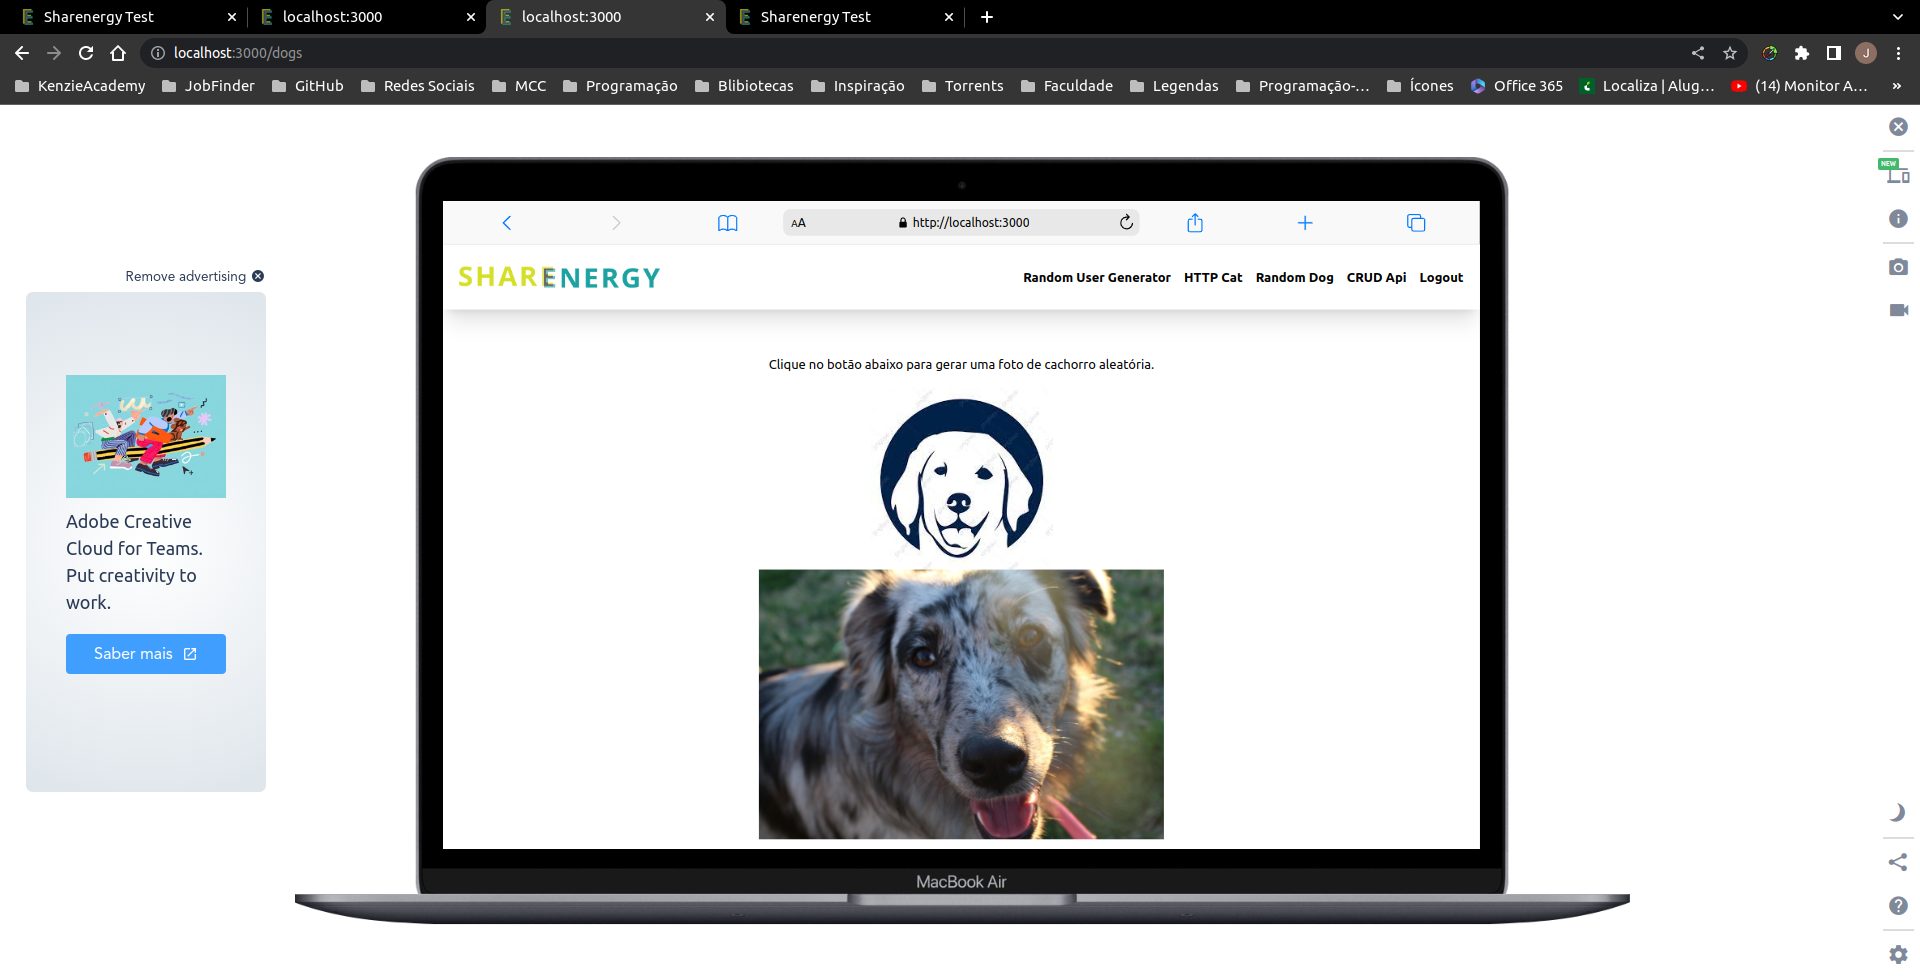 Sharenergy Test
localhost:3000
localhost:3000
Sharenergy Test
localhost:3000/dogs
J
KenzieAcademy
JobFinder
GitHub
Redes Sociais
MCC
Programação
Blibiotecas
Inspiração
Torrents
Faculdade
Legendas
Programação-...
Ícones
Office 365
Localiza | Alug...
(14) Monitor A...
»
NEW
AA
http://localhost:3000
SHARENERGY
Random User Generator
HTTP Cat
Random Dog
CRUD Api
Logout
Remove advertising
Clique no botão abaixo para gerar uma foto de cachorro aleatória.
Adobe Creative
Cloud for Teams.
Put creativity to
work.
Saber mais
MacBook Air